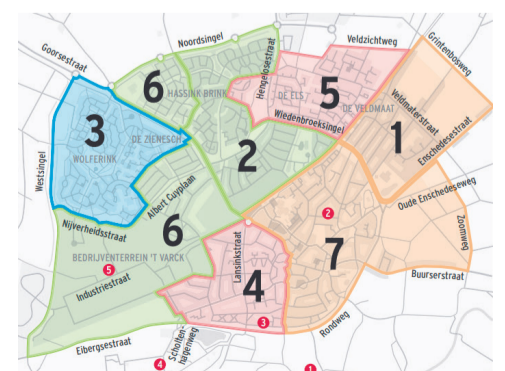 Noordsingel
Veldzichtweg
Grintenbosweg
Goorsestraat
Hengelosestraat
6
HASSINK BRINK
5
DE ELS
DE VELDMAAT
Veldmaterstraat
Enschedesestraat
1
Wiedenbroeksingel
3
DE ZIENESCH
WOLFERINK
2
Westsingel
Albert Cuyplaan
Oude Enschedeseweg
Zoomweg
6
2
Nijverheidsstraat
BEDRIJVENTERREIN 'T VARCK
5
Lansinkstraat
7
Buurserstraat
Industriestraat
4
3
Rondweg
Eibergsestraat
Scholten-
hagenweg
4
1